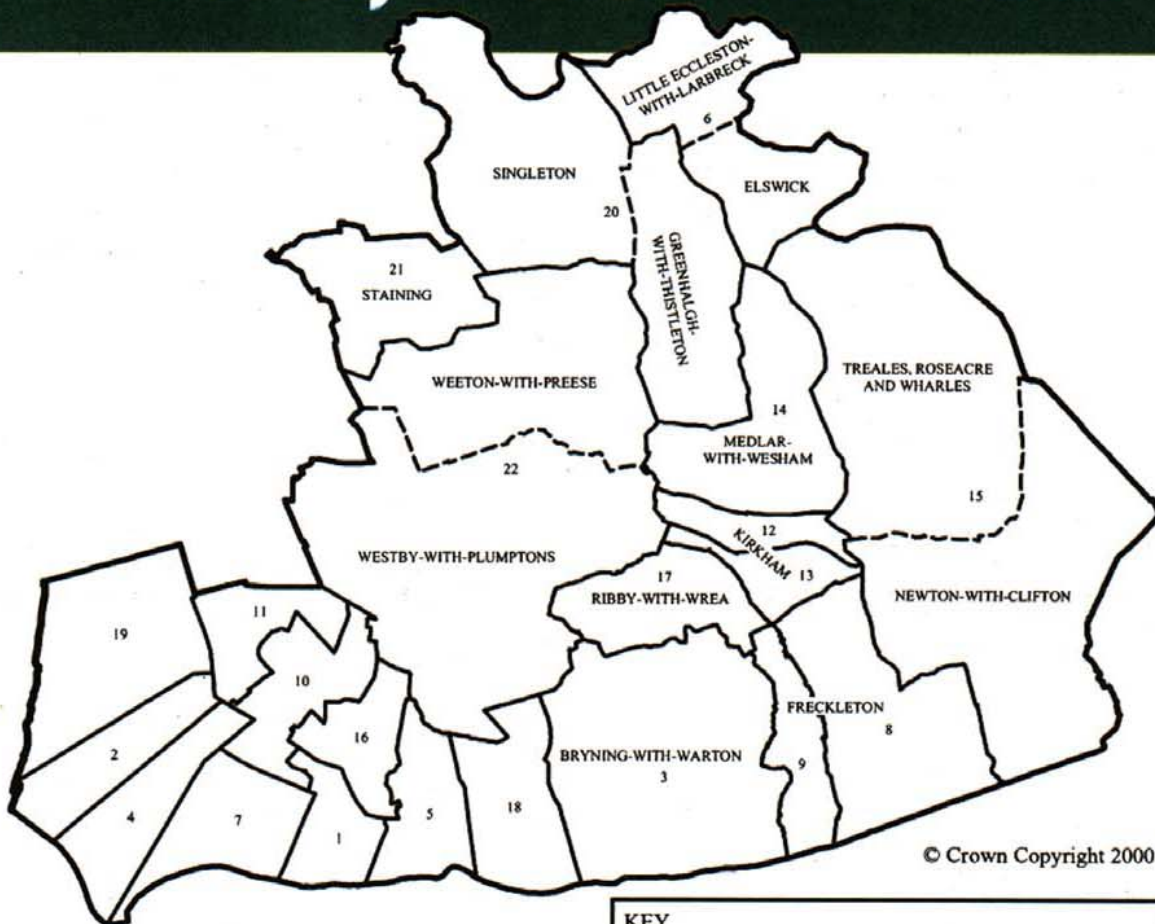 LITTLE ECCLESTON-
WITH-LARBRECK
6
SINGLETON
ELSWICK
20
GREENHALGH-
WITH-THISTLETON
21
STAINING
TREALES, ROSEACRE
AND WHARLES
WEETON-WITH-PREESE
14
MEDLAR-
WITH-WESHAM
22
15
12
KIRKHAM
13
WESTBY-WITH-PLUMPTONS
17
RIBBY-WITH-WREA
NEWTON-WITH-CLIFTON
11
19
10
FRECKLETON
8
16
2
BRYNING-WITH-WARTON
3
9
18
4
7
1
5
© Crown Copyright 2000
KEY